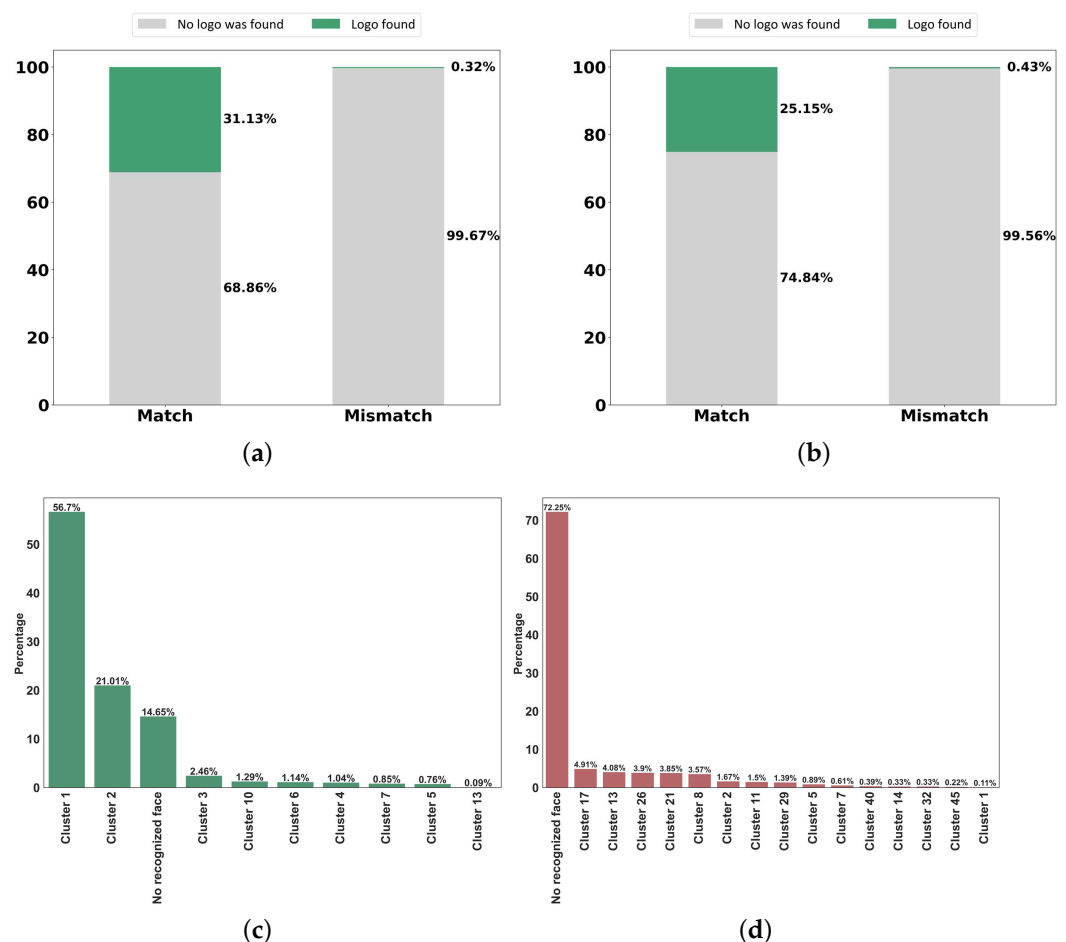 No logo was found Logo found
100
80
60
40
20
0
0.32%
31.13%
99.67%
68.86%
Match Mismatch
(a)
No logo was found Logo found
100
80
60
40
20
0
0.43%
25.15%
99.56%
74.84%
Match Mismatch
(b)
Percentage
50
40
30
20
10
0
56.7%
21.01%
14.65%
2.46%
1.29%
1.14%
1.04%
0.85%
0.76%
0.09%
Cluster 1
Cluster 2
No recognized face
Cluster 3
Cluster 10
Cluster 6
Cluster 4
Cluster 7
Cluster 5
Cluster 13
(c)
Percentage
70
60
50
40
30
20
10
0
72.25%
4.91%
4.08%
3.9%
3.85%
3.57%
1.67%
1.5%
1.39%
0.89%
0.61%
0.39%
0.33%
0.33%
0.22%
0.11%
No recognized face
Cluster 17
Cluster 13
Cluster 26
Cluster 21
Cluster 8
Cluster 2
Cluster 11
Cluster 29
Cluster 5
Cluster 7
Cluster 40
Cluster 14
Cluster 32
Cluster 45
Cluster 1
(d)